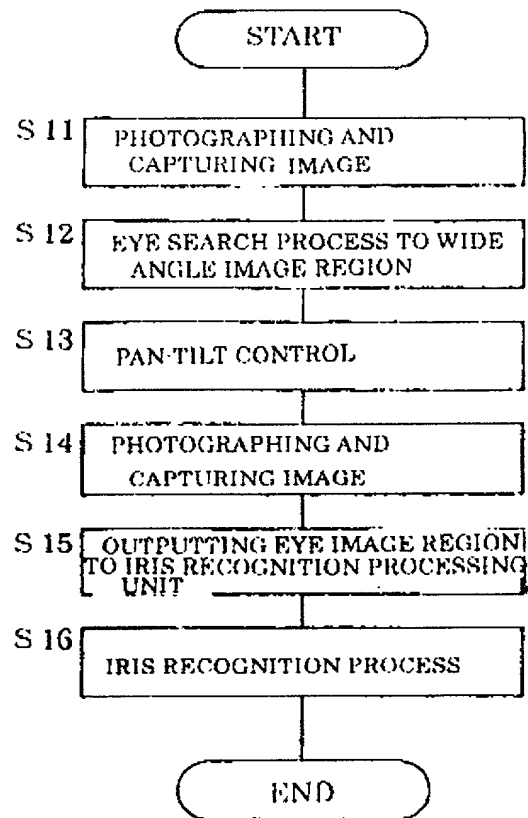 START
S 11
PHOTOGRAPHING AND
CAPTURING IMAGE
S 12
EYE SEARCH PROCESS TO WIDE
ANGLE IMAGE REGION
S 13
PAN-TILT CONTROL
S 14
PHOTOGRAPHING AND
CAPTURING IMAGE
S 15
OUTPUTTING EYE IMAGE REGION
TO IRIS RECOGNITION PROCESSING
UNIT
S 16
IRIS RECOGNITION PROCESS
END